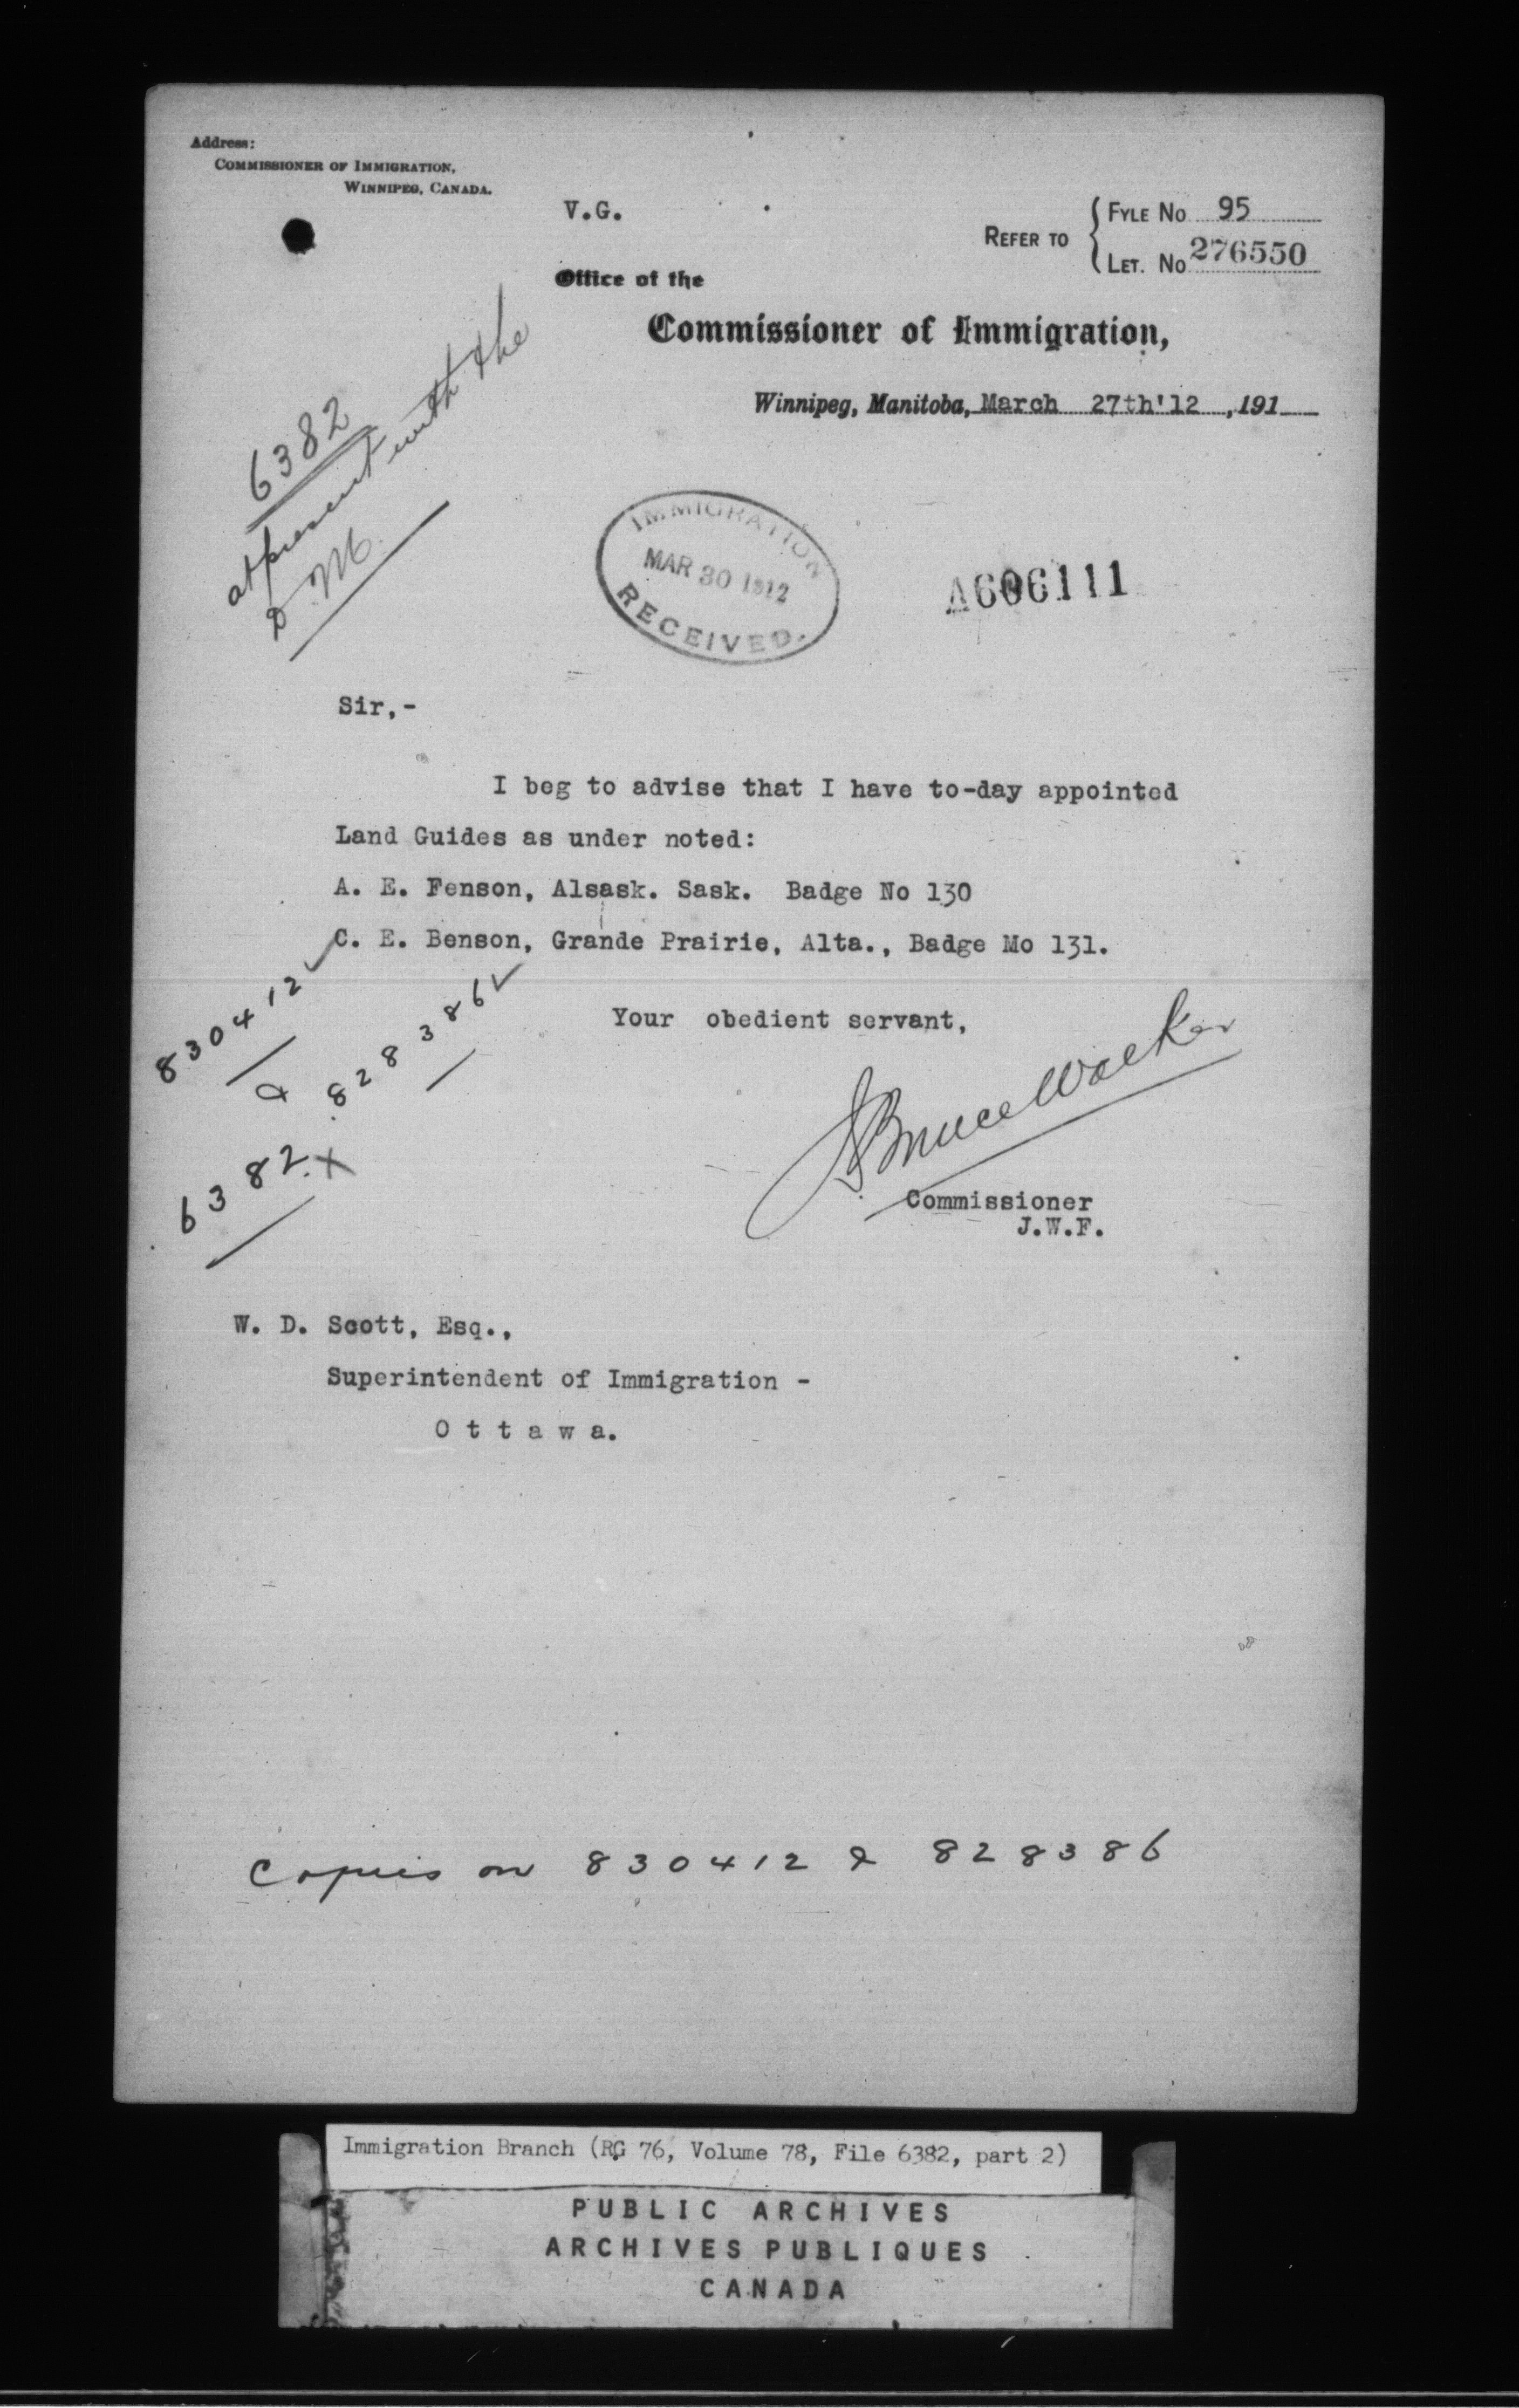 Address:
COMMISSIONER OF IMMIGRATION,
WINNIPEG, CANADA.
V.G.
REFER TO
FYLE No 95
LET. No 276550
Office of the
Commissioner of Immigration,
Winnipeg, Manitoba, March 27th'12 ,191
6382
at present with the
D.M.
IMMIGRATION
MAR 30 1912
RECEIVED.
A606111
Sir,-
I beg to advise that I have to-day appointed
Land Guides as under noted:
A. E. Fenson, Alsask. Sask. Badge No 130
C. E. Benson, Grande Prairie, Alta., Badge Mo 131.
830412 ✓
&
828386 ✓
6382. x
Your obedient servant,
J Bruce Walker
Commissioner
J.W.F.
W. D. Scott, Esq.,
Superintendent of Immigration -
O t t a w a.
Copies on 830412 & 828386
Immigration Branch (RG 76, Volume 78, File 6382, part 2)
PUBLIC ARCHIVES
ARCHIVES PUBLIQUES
CANADA